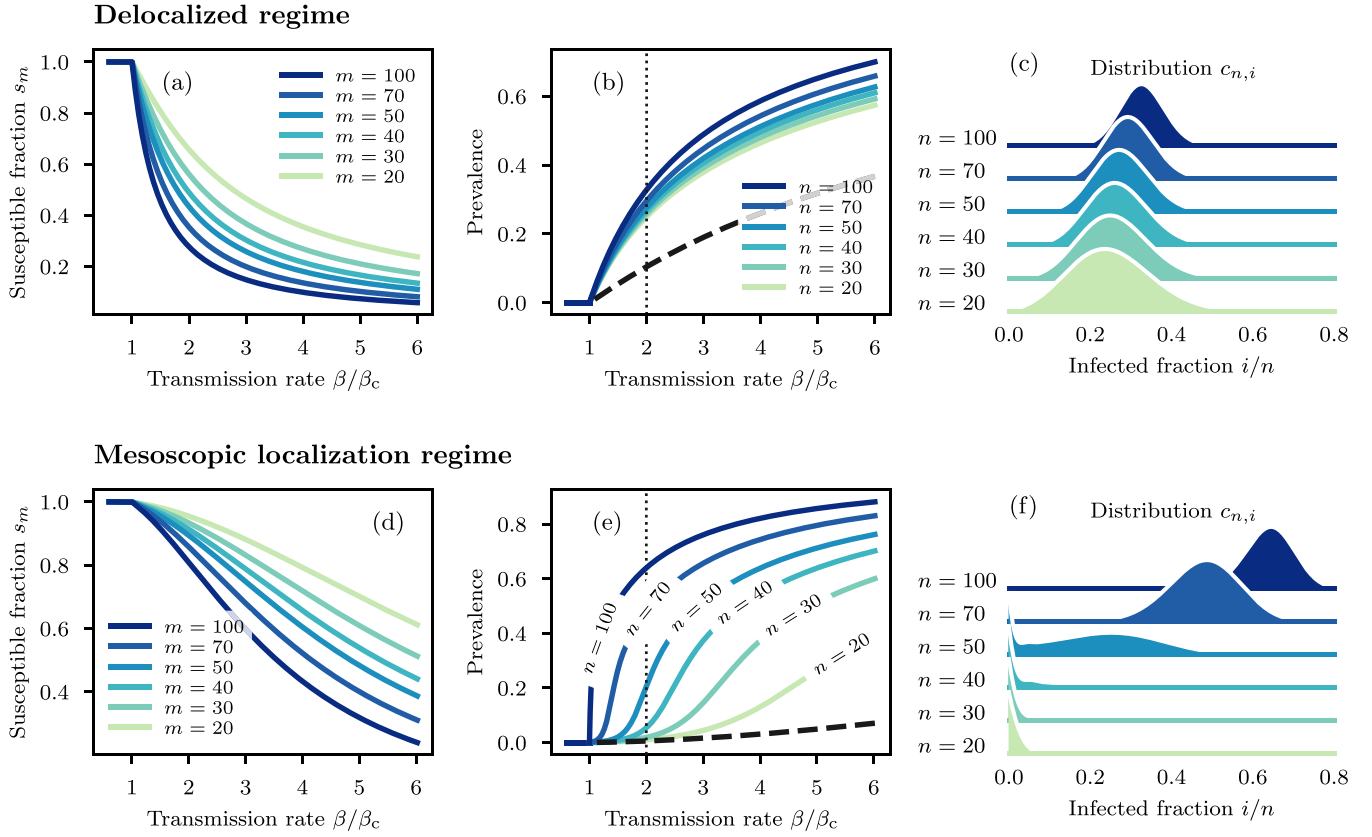 Delocalized regime
Susceptible fraction s_m
1.0
0.8
0.6
0.4
0.2
(a)
m = 100
m = 70
m = 50
m = 40
m = 30
m = 20
1 2 3 4 5 6
Transmission rate β/β_c
Prevalence
0.6
0.4
0.2
0.0
(b)
n = 100
n = 70
n = 50
n = 40
n = 30
n = 20
1 2 3 4 5 6
Transmission rate β/β_c
(c)
Distribution c_{n,i}
n = 100
n = 70
n = 50
n = 40
n = 30
n = 20
0.0 0.2 0.4 0.6 0.8
Infected fraction i/n
Mesoscopic localization regime
Susceptible fraction s_m
1.0
0.8
0.6
0.4
(d)
m = 100
m = 70
m = 50
m = 40
m = 30
m = 20
1 2 3 4 5 6
Transmission rate β/β_c
Prevalence
0.8
0.6
0.4
0.2
0.0
(e)
n = 100
n = 70
n = 50
n = 40
n = 30
n = 20
1 2 3 4 5 6
Transmission rate β/β_c
(f)
Distribution c_{n,i}
n = 100
n = 70
n = 50
n = 40
n = 30
n = 20
0.0 0.2 0.4 0.6 0.8
Infected fraction i/n